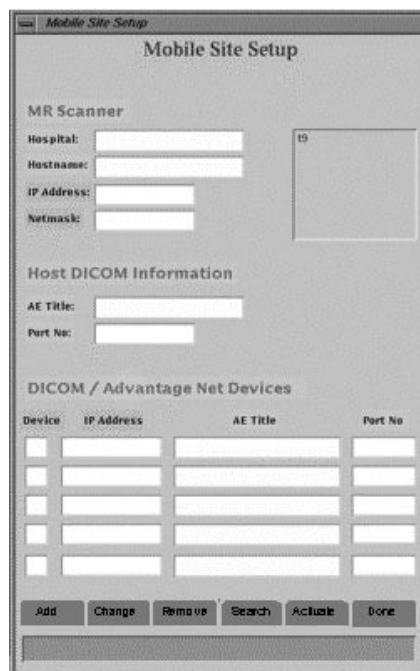 Mobile Site Setup
Mobile Site Setup
MR Scanner
Hospital:
Hostname:
IP Address:
Netmask:
t9
Host DICOM Information
AE Title:
Port No:
DICOM / Advantage Net Devices
Device IP Address AE Title Port No
Add Change Remove Search Activate Done